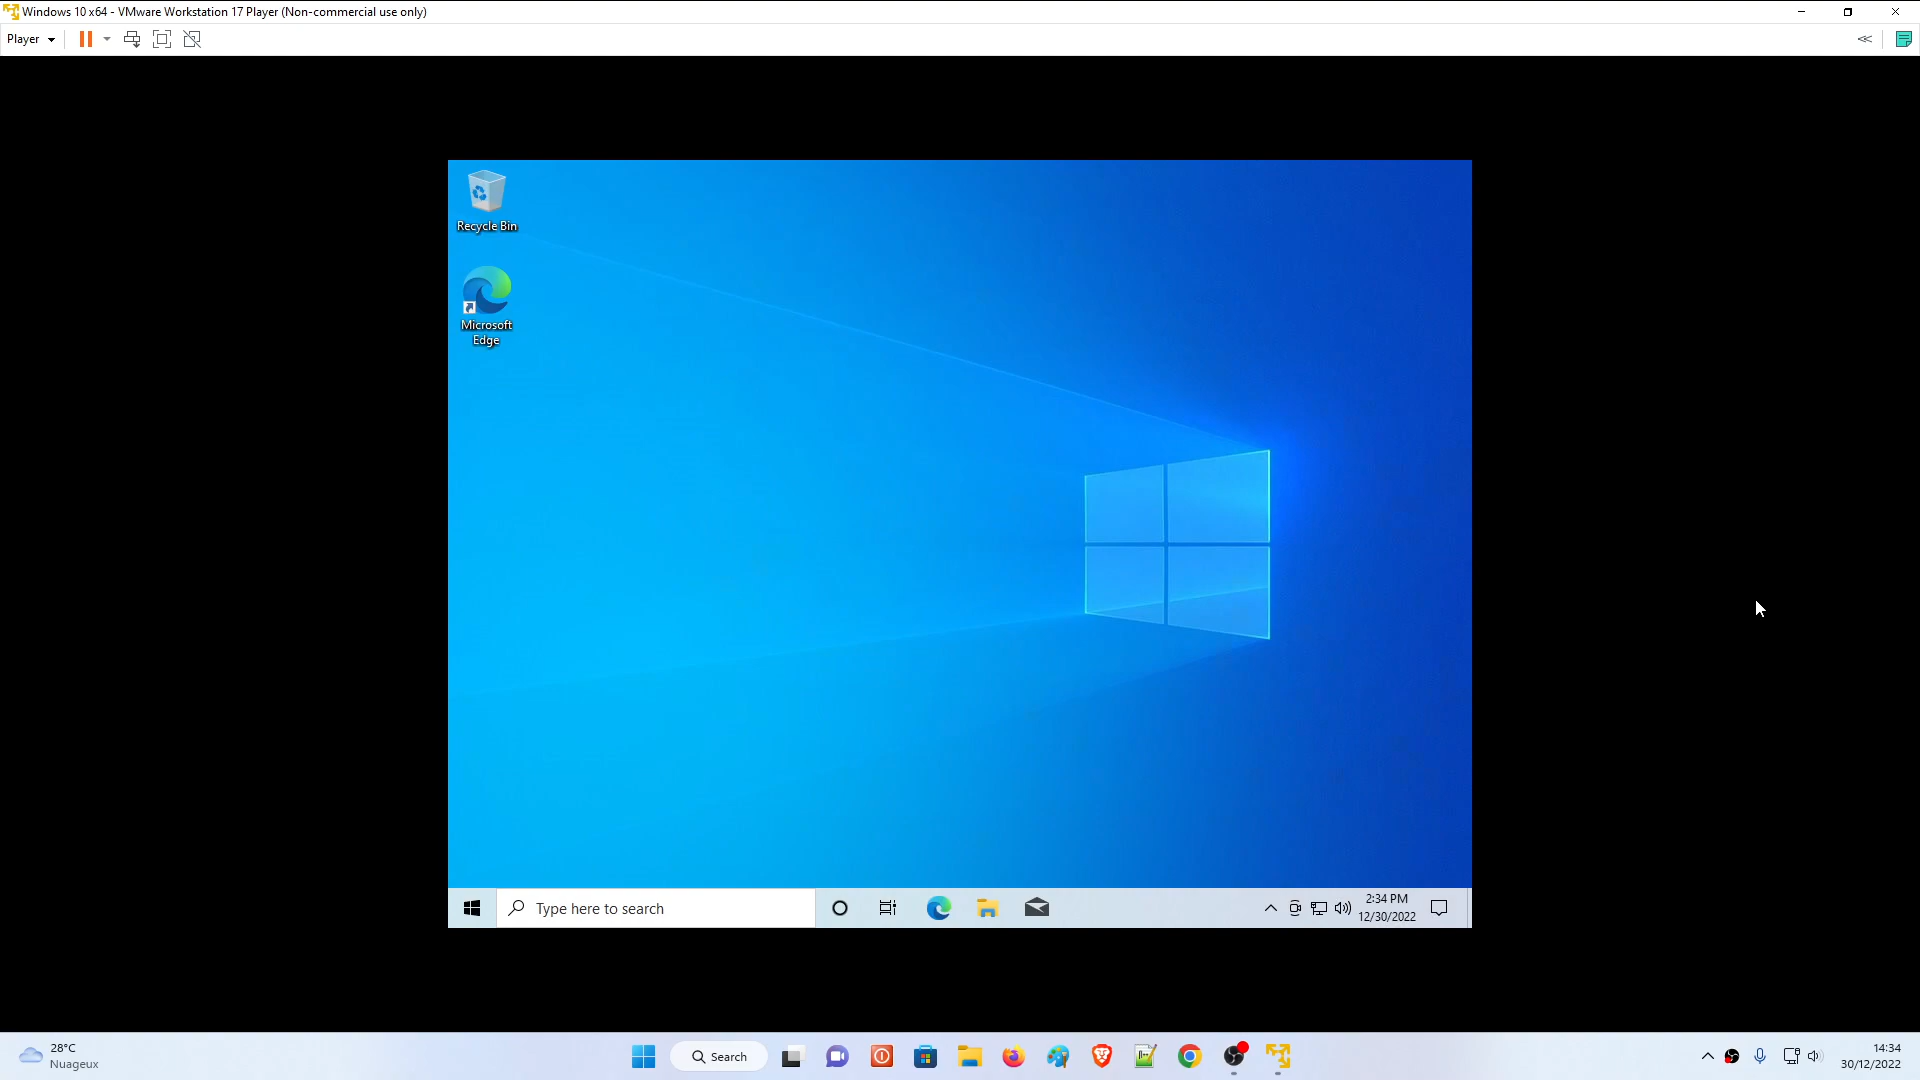 Windows 10 x64 - VMware Workstation 17 Player (Non-commercial use only)
Player
Recycle Bin
Microsoft
Edge
Type here to search
2:34 PM
12/30/2022
28°C
Nuageux
Search
14:34
30/12/2022